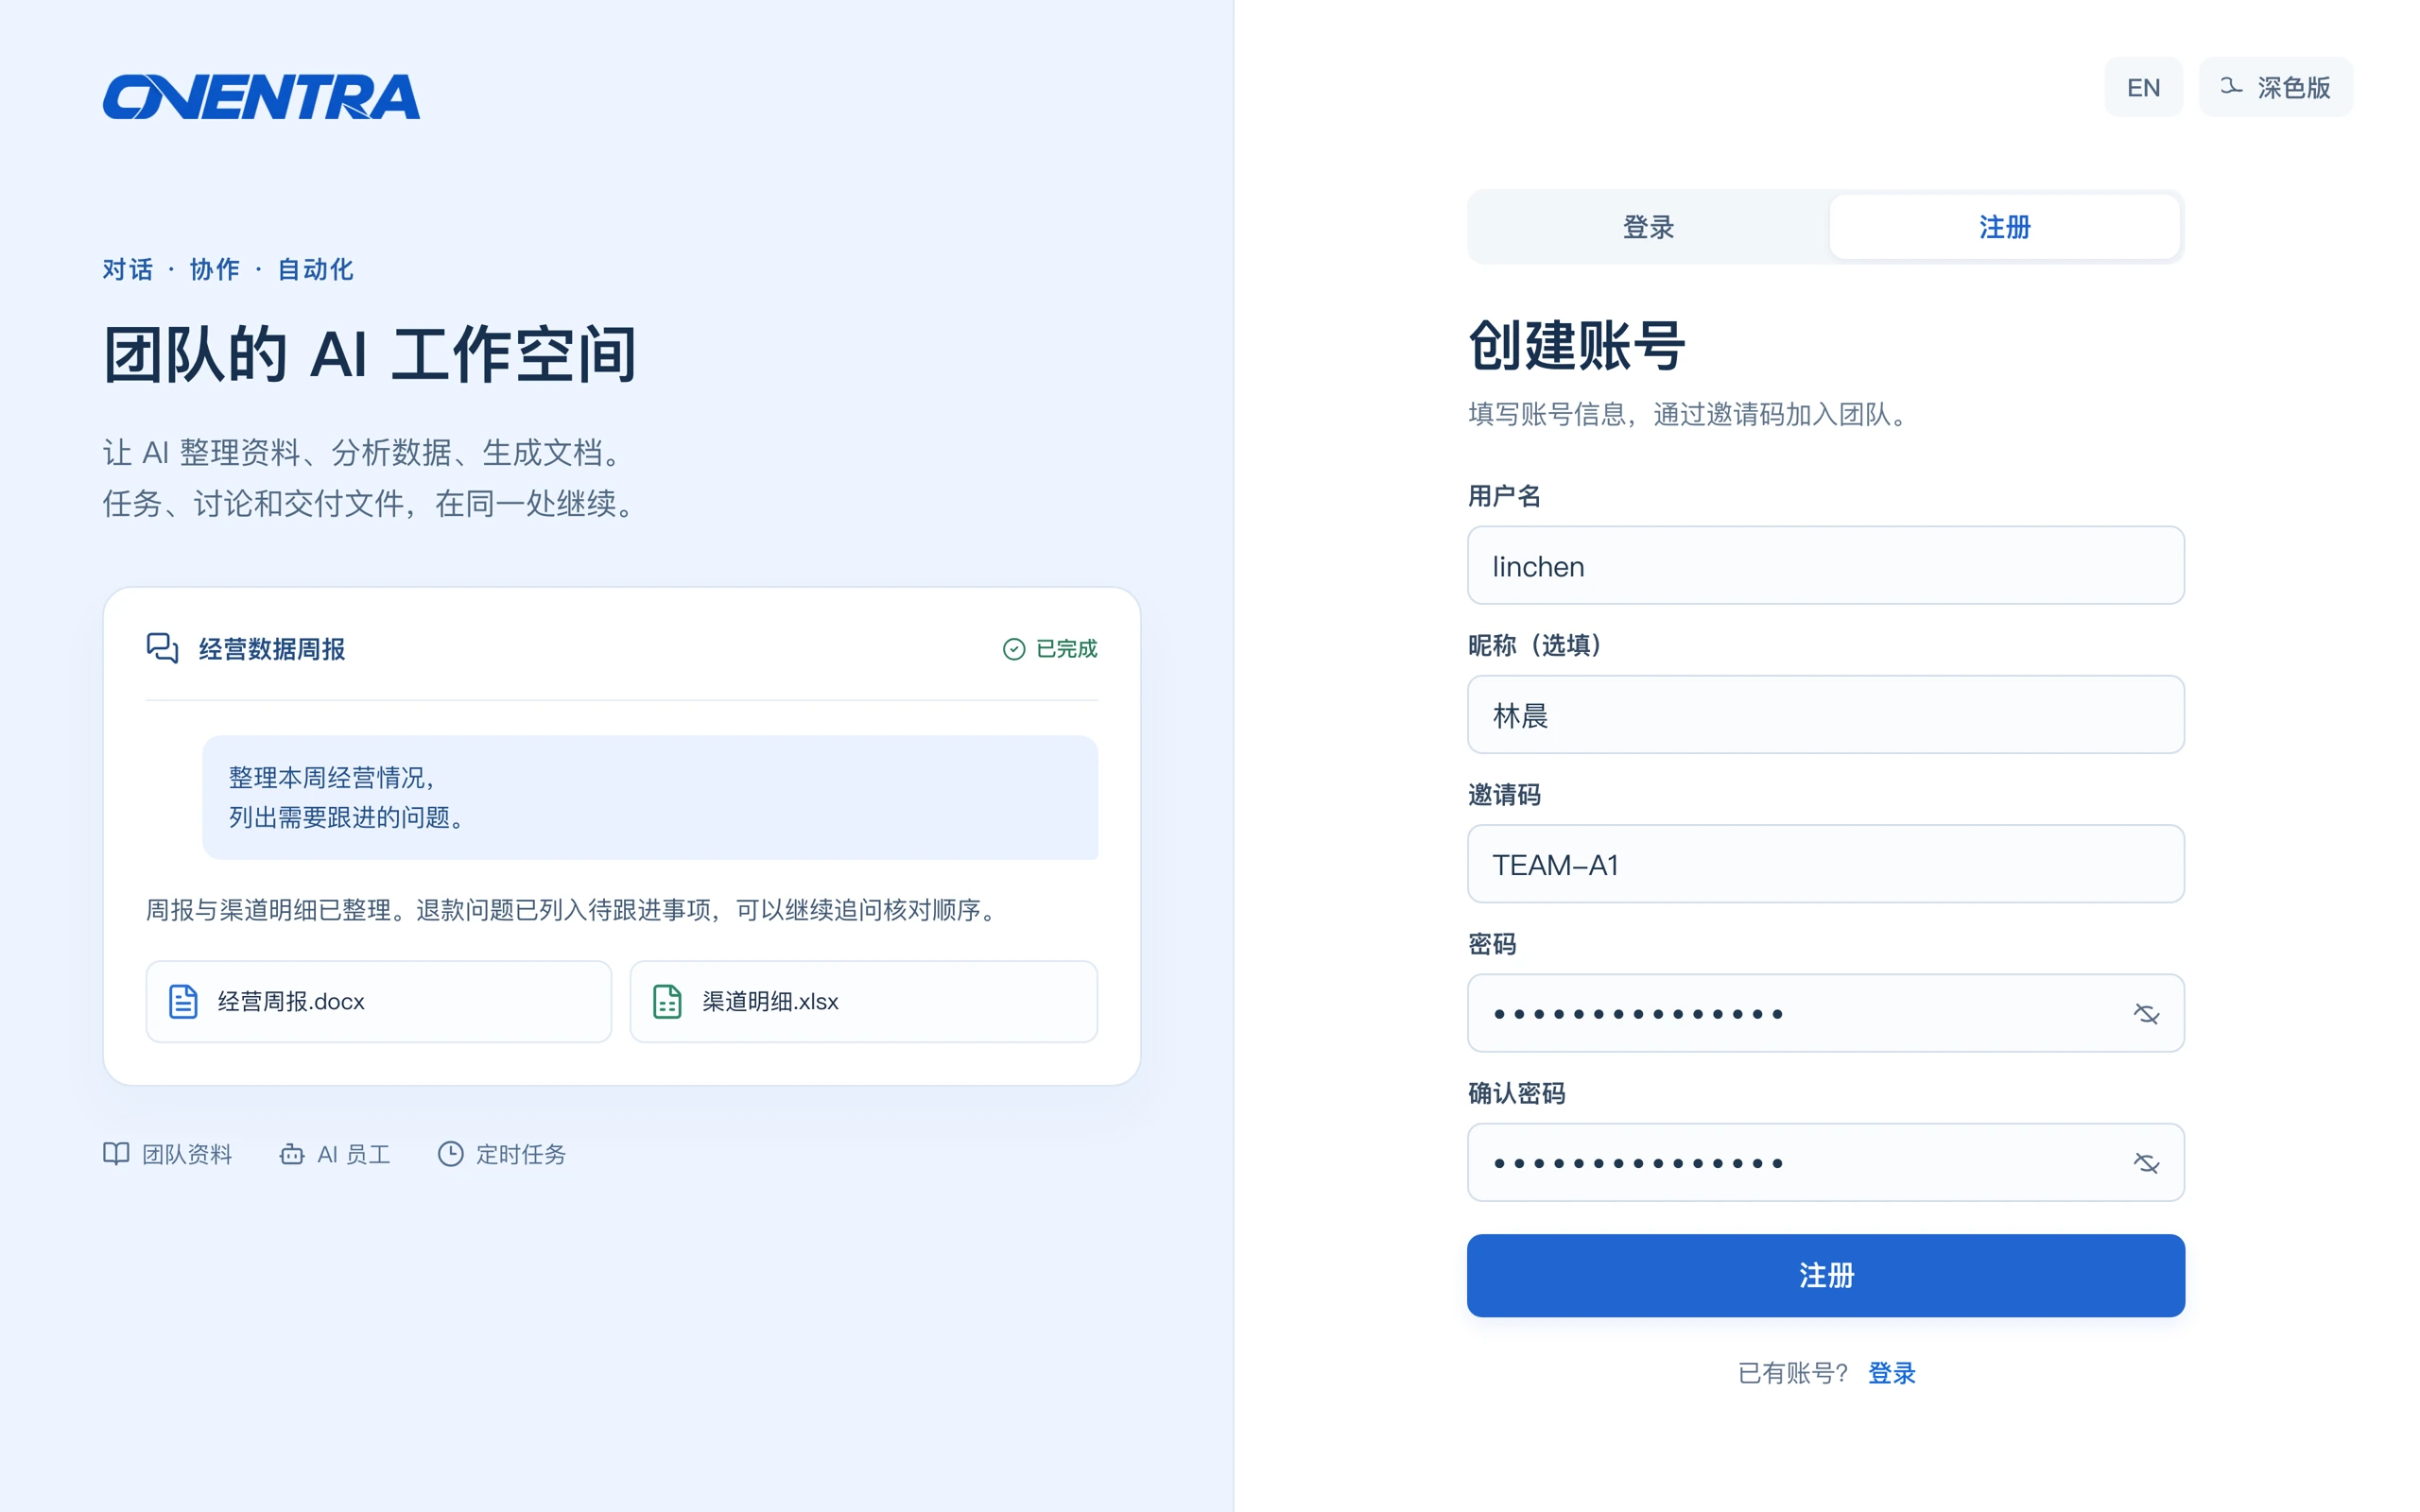 ONENTRA
对话 · 协作 · 自动化
团队的 AI 工作空间
让 AI 整理资料、分析数据、生成文档。
任务、讨论和交付文件，在同一处继续。
经营数据周报
已完成
整理本周经营情况，
列出需要跟进的问题。
周报与渠道明细已整理。退款问题已列入待跟进事项，可以继续追问核对顺序。
经营周报.docx
渠道明细.xlsx
团队资料
AI 员工
定时任务
EN
深色版
登录
注册
创建账号
填写账号信息，通过邀请码加入团队。
用户名
linchen
昵称（选填）
林晨
邀请码
TEAM-A1
密码
•••••••••••••••
确认密码
•••••••••••••••
注册
已有账号？ 登录